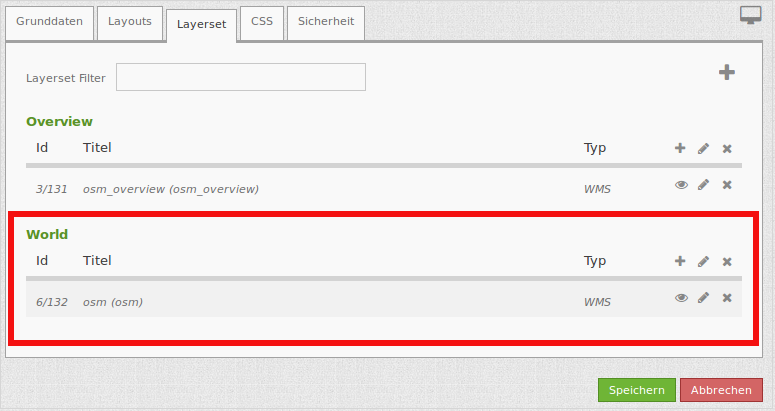 Grunddaten Layouts Layerset CSS Sicherheit
Layerset Filter
Overview
Id Titel Typ
3/131 osm_overview (osm_overview) WMS
World
Id Titel Typ
6/132 osm (osm) WMS
Speichern Abbrechen